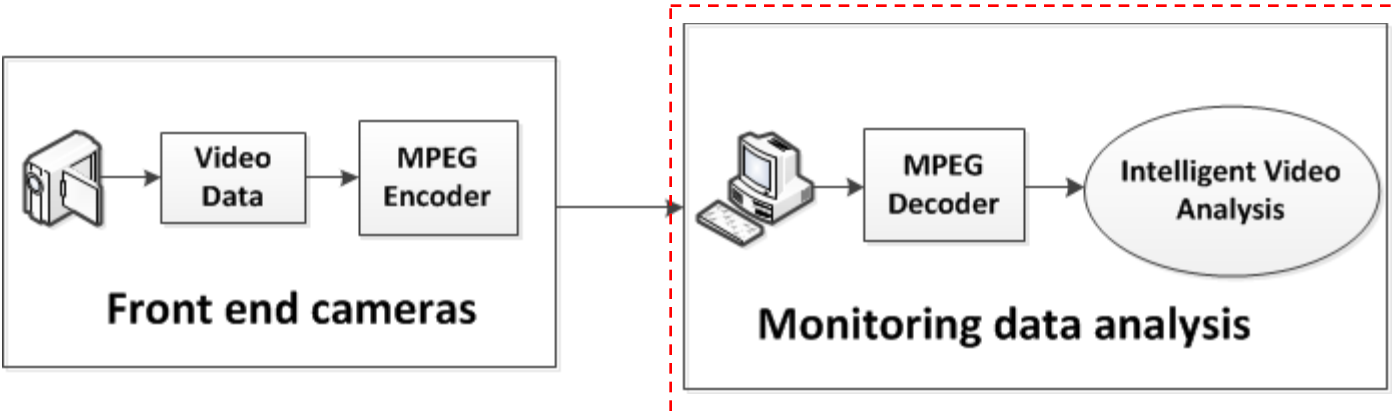 Video
Data
MPEG
Encoder
Front end cameras
MPEG
Decoder
Intelligent Video
Analysis
Monitoring data analysis